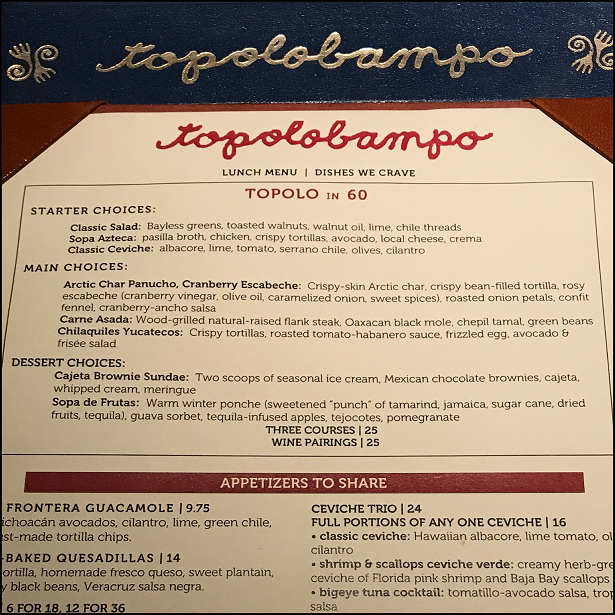 topolobampo
topolobampo
LUNCH MENU | DISHES WE CRAVE
TOPOLO IN 60
STARTER CHOICES:
Classic Salad: Bayless greens, toasted walnuts, walnut oil, lime, chile threads
Sopa Azteca: pasilla broth, chicken, crispy tortillas, avocado, local cheese, crema
Classic Ceviche: albacore, lime, tomato, serrano chile, olives, cilantro
MAIN CHOICES:
Arctic Char Panucho, Cranberry Escabeche: Crispy-skin Arctic char, crispy bean-filled tortilla, rosy
escabeche (cranberry vinegar, olive oil, caramelized onion, sweet spices), roasted onion petals, confit
fennel, cranberry-ancho salsa
Carne Asada: Wood-grilled natural-raised flank steak, Oaxacan black mole, chepil tamal, green beans
Chilaquiles Yucatecos: Crispy tortillas, roasted tomato-habanero sauce, frizzled egg, avocado &
frisée salad
DESSERT CHOICES:
Cajeta Brownie Sundae: Two scoops of seasonal ice cream, Mexican chocolate brownies, cajeta,
whipped cream, meringue
Sopa de Frutas: Warm winter ponche (sweetened "punch" of tamarind, jamaica, sugar cane, dried
fruits, tequila), guava sorbet, tequila-infused apples, tejocotes, pomegranate
THREE COURSES | 25
WINE PAIRINGS | 25
APPETIZERS TO SHARE
FRONTERA GUACAMOLE | 9.75
ichoacán avocados, cilantro, lime, green chile,
ust-made tortilla chips.
-BAKED QUESADILLAS | 14
ortilla, homemade fresco queso, sweet plantain,
y black beans, Veracruz salsa negra.
6 FOR 18, 12 FOR 36
CEVICHE TRIO | 24
FULL PORTIONS OF ANY ONE CEVICHE | 16
• classic ceviche: Hawaiian albacore, lime, tomato, ol
cilantro
• shrimp & scallops ceviche verde: creamy herb-gre
ceviche of Florida pink shrimp and Baja Bay scallops
• bigeye tuna cocktail: tomatillo-avocado salsa, tro
salsa